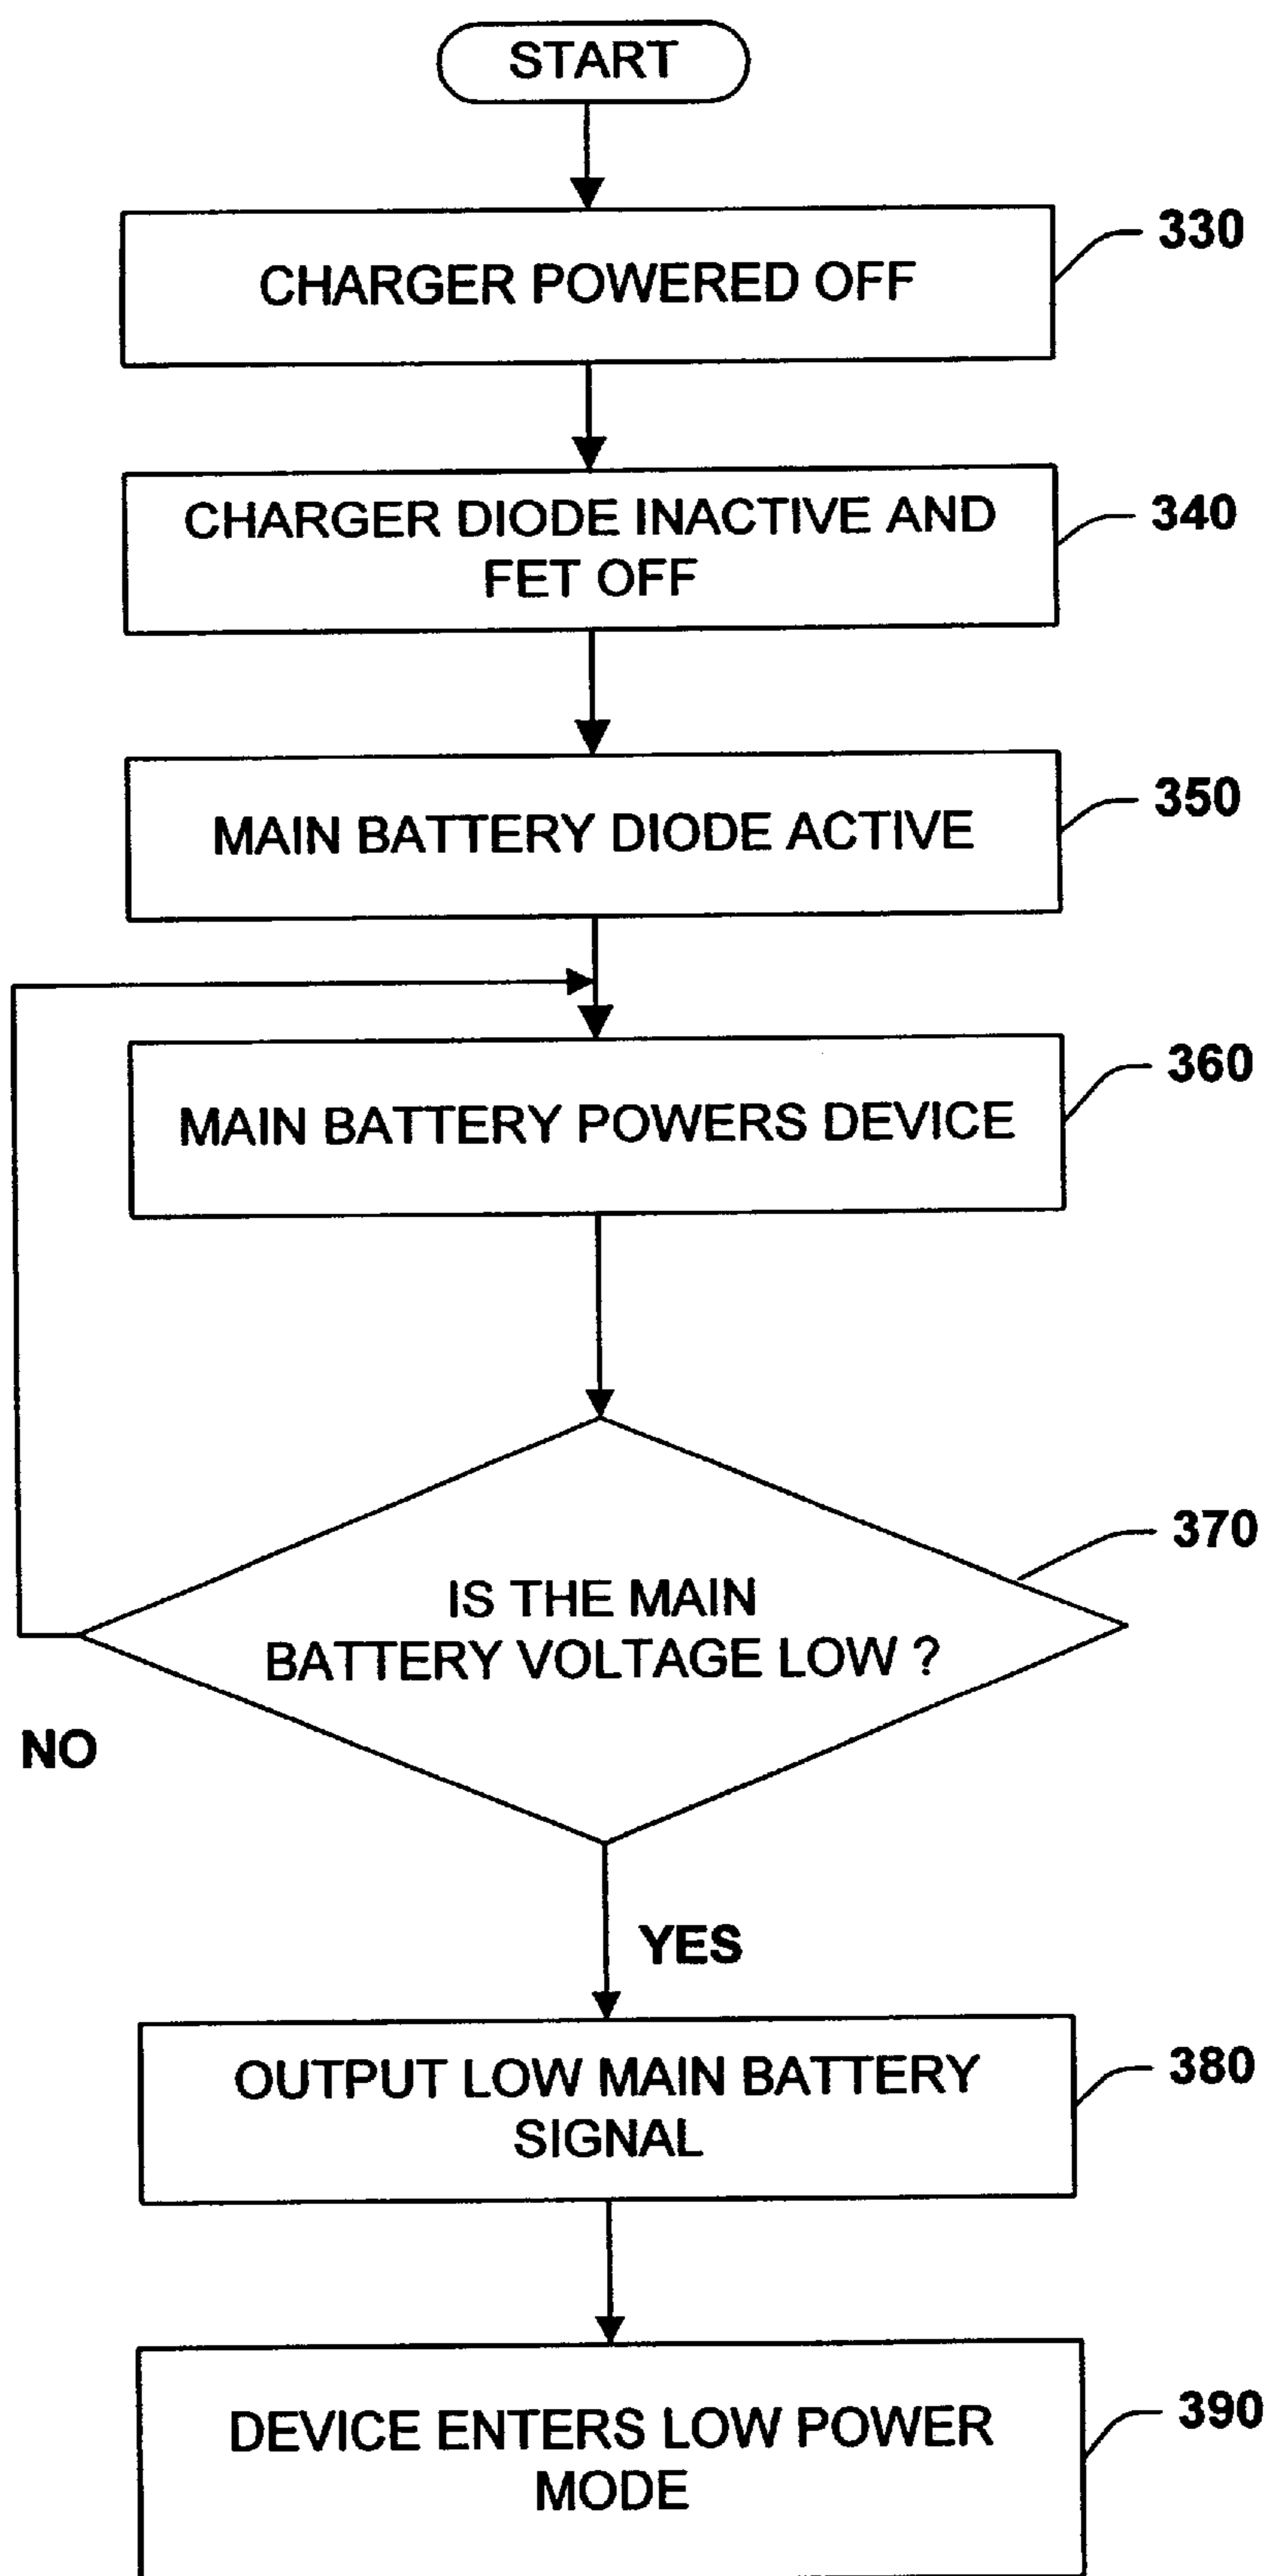 START
330
CHARGER POWERED OFF
340
CHARGER DIODE INACTIVE AND
FET OFF
350
MAIN BATTERY DIODE ACTIVE
360
MAIN BATTERY POWERS DEVICE
370
IS THE MAIN
BATTERY VOLTAGE LOW ?
NO
YES
380
OUTPUT LOW MAIN BATTERY
SIGNAL
390
DEVICE ENTERS LOW POWER
MODE